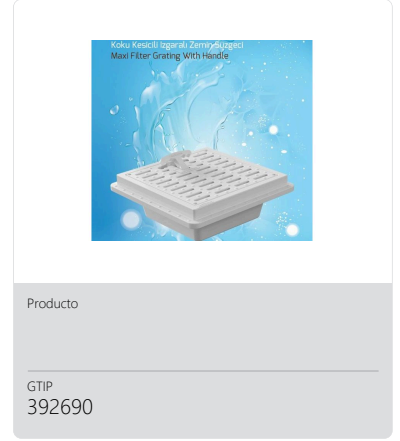 Koku Kesicili Izgaralı Zemin Süzgeci
Maxi Filter Grating With Handle
Producto
GTIP
392690